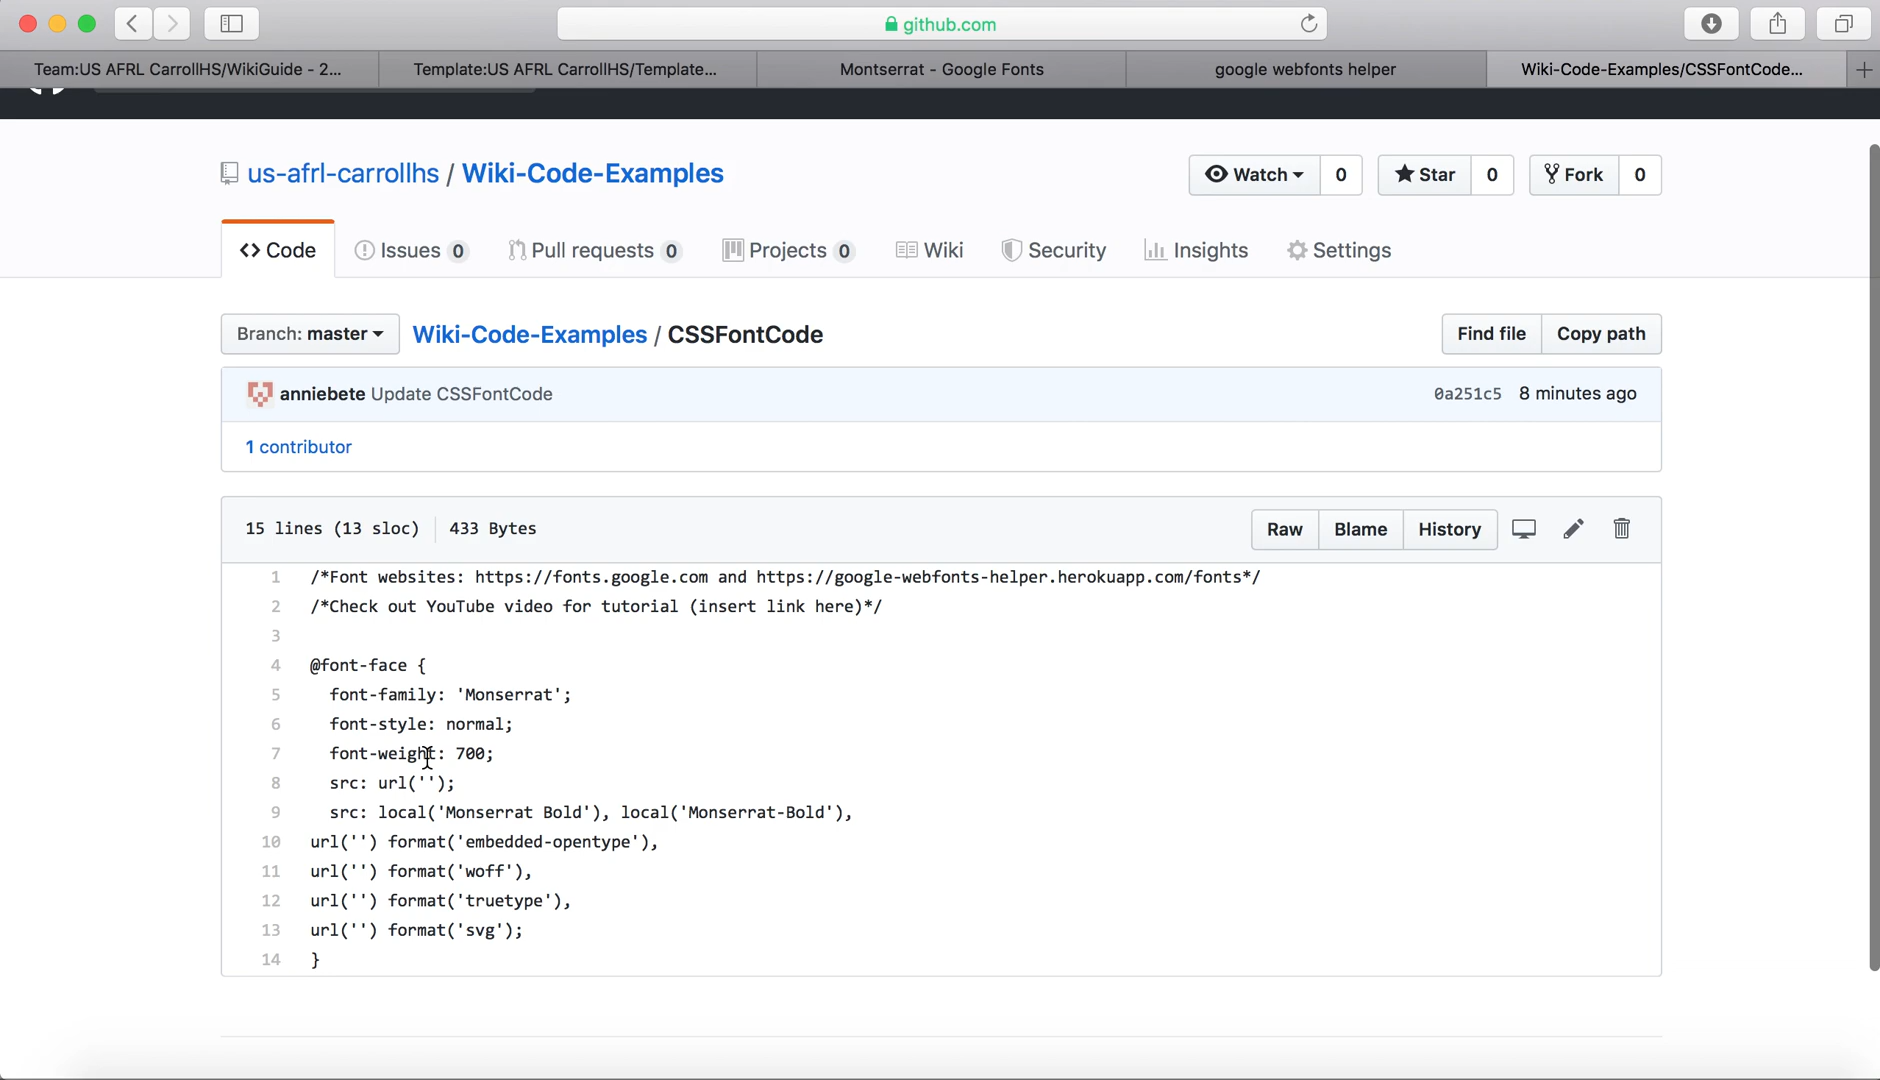 github.com
Team:US AFRL CarrollHS/WikiGuide - 2...
Template:US AFRL CarrollHS/Template...
Montserrat - Google Fonts
google webfonts helper
Wiki-Code-Examples/CSSFontCode...
us-afrl-carrollhs / Wiki-Code-Examples
Watch 0
Star 0
Fork 0
Code
Issues 0
Pull requests 0
Projects 0
Wiki
Security
Insights
Settings
Branch: master
Wiki-Code-Examples / CSSFontCode
Find file
Copy path
anniebete Update CSSFontCode
0a251c5 8 minutes ago
1 contributor
15 lines (13 sloc) 433 Bytes
Raw
Blame
History
1 /*Font websites: https://fonts.google.com and https://google-webfonts-helper.herokuapp.com/fonts*/
2 /*Check out YouTube video for tutorial (insert link here)*/
3
4 @font-face {
5 font-family: 'Monserrat';
6 font-style: normal;
7 font-weight: 700;
8 src: url('');
9 src: local('Monserrat Bold'), local('Monserrat-Bold'),
10 url('') format('embedded-opentype'),
11 url('') format('woff'),
12 url('') format('truetype'),
13 url('') format('svg');
14 }